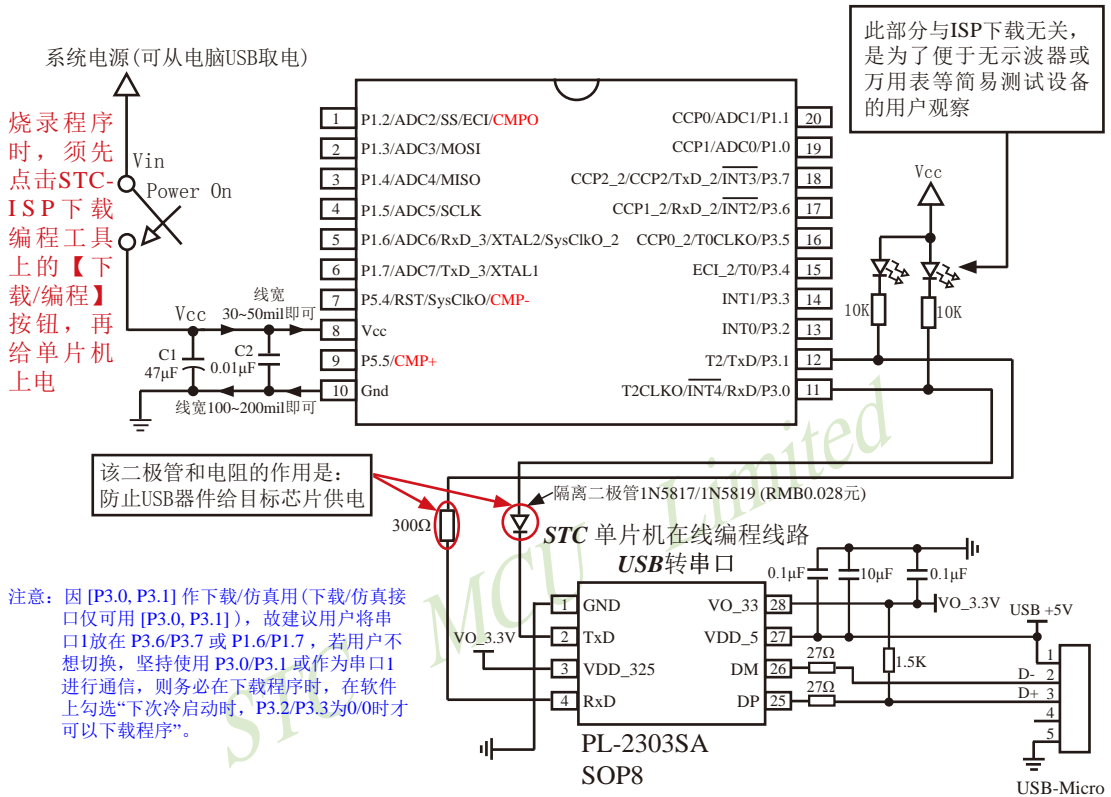 系统电源(可从电脑USB取电)
烧录程序
时，须先
点击STC-
ISP下载
编程工具
上的【下
载/编程】
按钮，再
给单片机
上电
Vin
Power On
Vcc
线宽
30~50mil即可
C1
47μF
C2
0.01μF
线宽100~200mil即可
1 P1.2/ADC2/SS/ECI/CMPO
2 P1.3/ADC3/MOSI
3 P1.4/ADC4/MISO
4 P1.5/ADC5/SCLK
5 P1.6/ADC6/RxD_3/XTAL2/SysClkO_2
6 P1.7/ADC7/TxD_3/XTAL1
7 P5.4/RST/SysClkO/CMP-
8 Vcc
9 P5.5/CMP+
10 Gnd
CCP0/ADC1/P1.1 20
CCP1/ADC0/P1.0 19
CCP2_2/CCP2/TxD_2/INT3/P3.7 18
CCP1_2/RxD_2/INT2/P3.6 17
CCP0_2/T0CLKO/P3.5 16
ECI_2/T0/P3.4 15
INT1/P3.3 14
INT0/P3.2 13
T2/TxD/P3.1 12
T2CLKO/INT4/RxD/P3.0 11
此部分与ISP下载无关，
是为了便于无示波器或
万用表等简易测试设备
的用户观察
Vcc
10K
10K
该二极管和电阻的作用是：
防止USB器件给目标芯片供电
300Ω
隔离二极管1N5817/1N5819 (RMB0.028元)
STC 单片机在线编程线路
USB转串口
注意：因 [P3.0, P3.1] 作下载/仿真用(下载/仿真接
口仅可用 [P3.0, P3.1] )，故建议用户将串
口1放在 P3.6/P3.7 或 P1.6/P1.7，若用户不
想切换，坚持使用 P3.0/P3.1 或作为串口1
进行通信，则务必在下载程序时，在软件
上勾选“下次冷启动时，P3.2/P3.3为0/0时才
可以下载程序”。
VO_3.3V
1 GND
2 TxD
3 VDD_325
4 RxD
VO_33 28
VDD_5 27
DM 26
DP 25
PL-2303SA
SOP8
0.1μF
10μF
0.1μF
VO_3.3V
27Ω
27Ω
1.5K
USB +5V
D-
D+
1
2
3
4
5
USB-Micro
STC MCU Limited